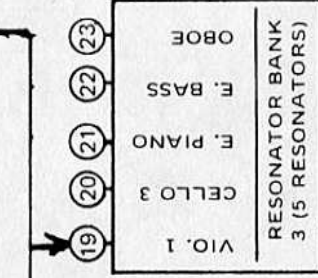 23 OBOE
22 E. BASS
21 E. PIANO
20 CELLO 3
19 VIO. 1
RESONATOR BANK
3 (5 RESONATORS)